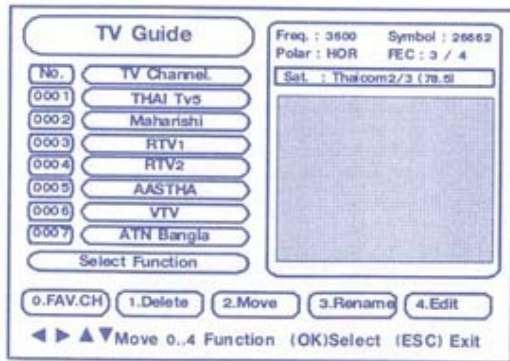 TV Guide
Freq. : 3600 Symbol : 26662
Polar : HOR FEC : 3 / 4
Sat. : Thaicom2/3 (78.5)
No. TV Channel.
0001 THAI Tv5
0002 Maharishi
0003 RTV1
0004 RTV2
0005 AASTHA
0006 VTV
0007 ATN Bangla
Select Function
0.FAV.CH 1.Delete 2.Move 3.Rename 4.Edit
◀ ▶ ▲ ▼ Move 0..4 Function (OK)Select (ESC) Exit